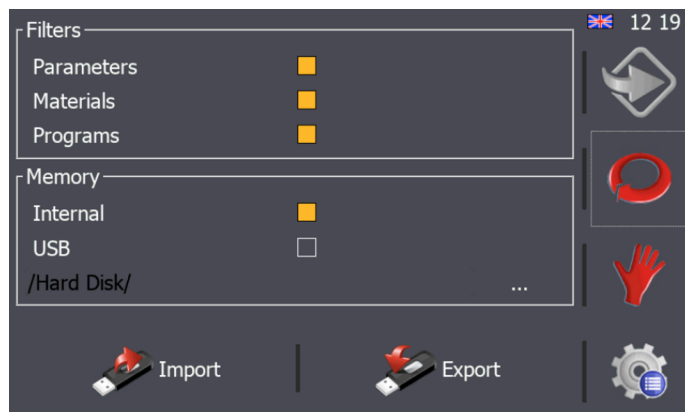 Filters
12 19
Parameters
Materials
Programs
Memory
Internal
USB
/Hard Disk/ ...
Import
Export